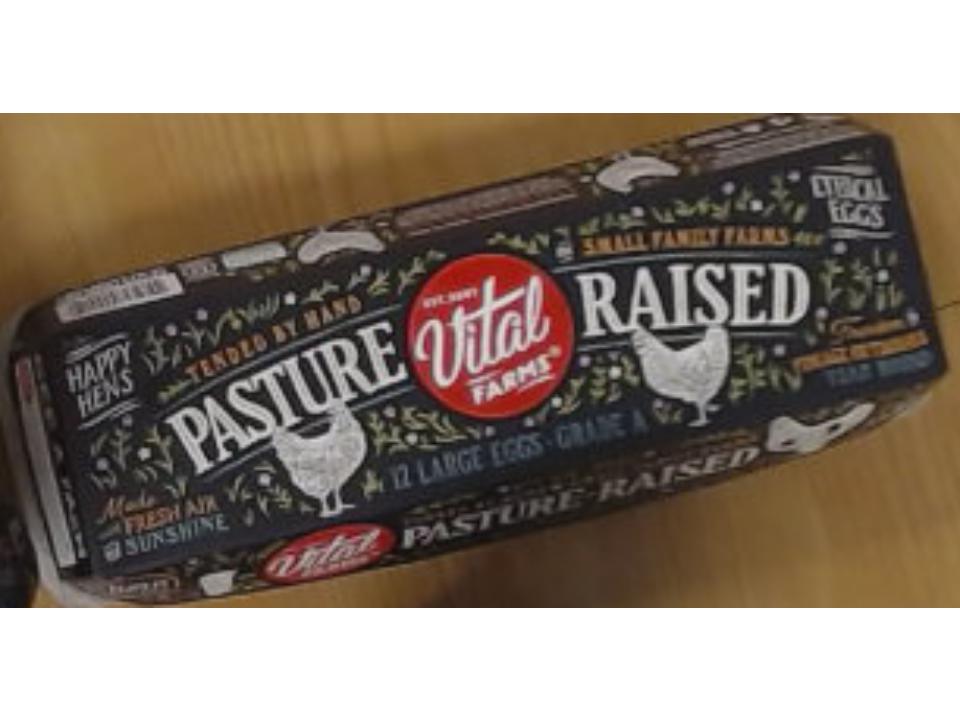 HAPPY
HENS
TENDED BY HAND
PASTURE
EST. 2007
Vital
FARMS
SMALL FAMILY FARMS
RAISED
ETHICAL
EGGS
12 LARGE EGGS · GRADE A
Made
FRESH AIR
SUNSHINE
Vital
FARMS
PASTURE-RAISED